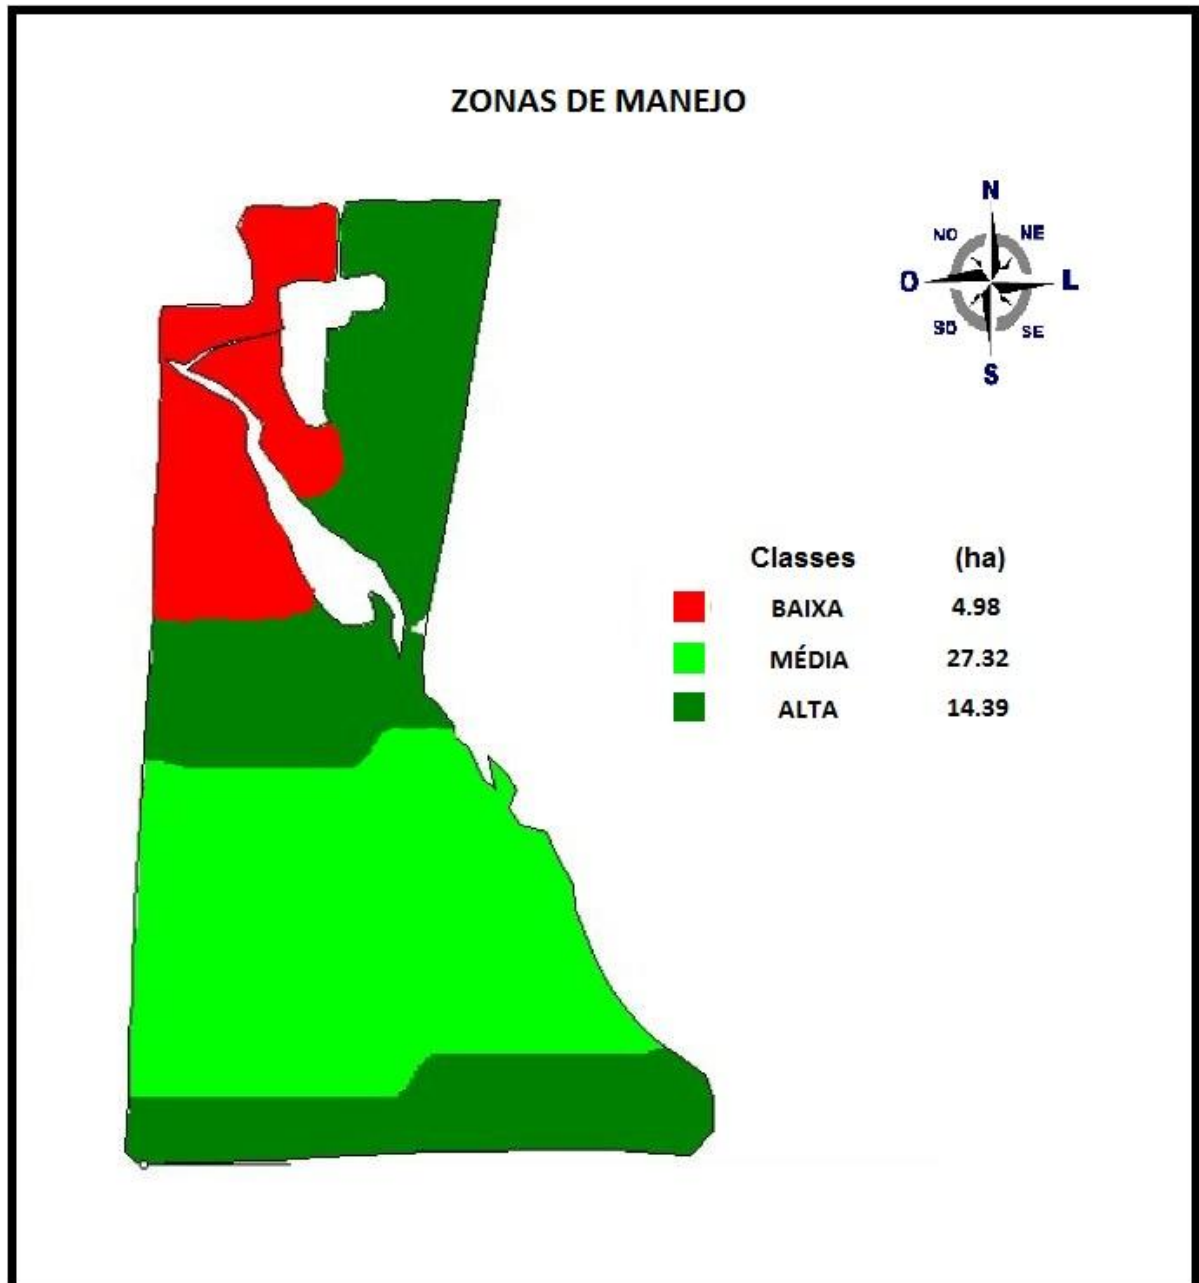 ZONAS DE MANEJO
N
NO NE
O L
SO SE
S
Classes (ha)
BAIXA 4.98
MÉDIA 27.32
ALTA 14.39